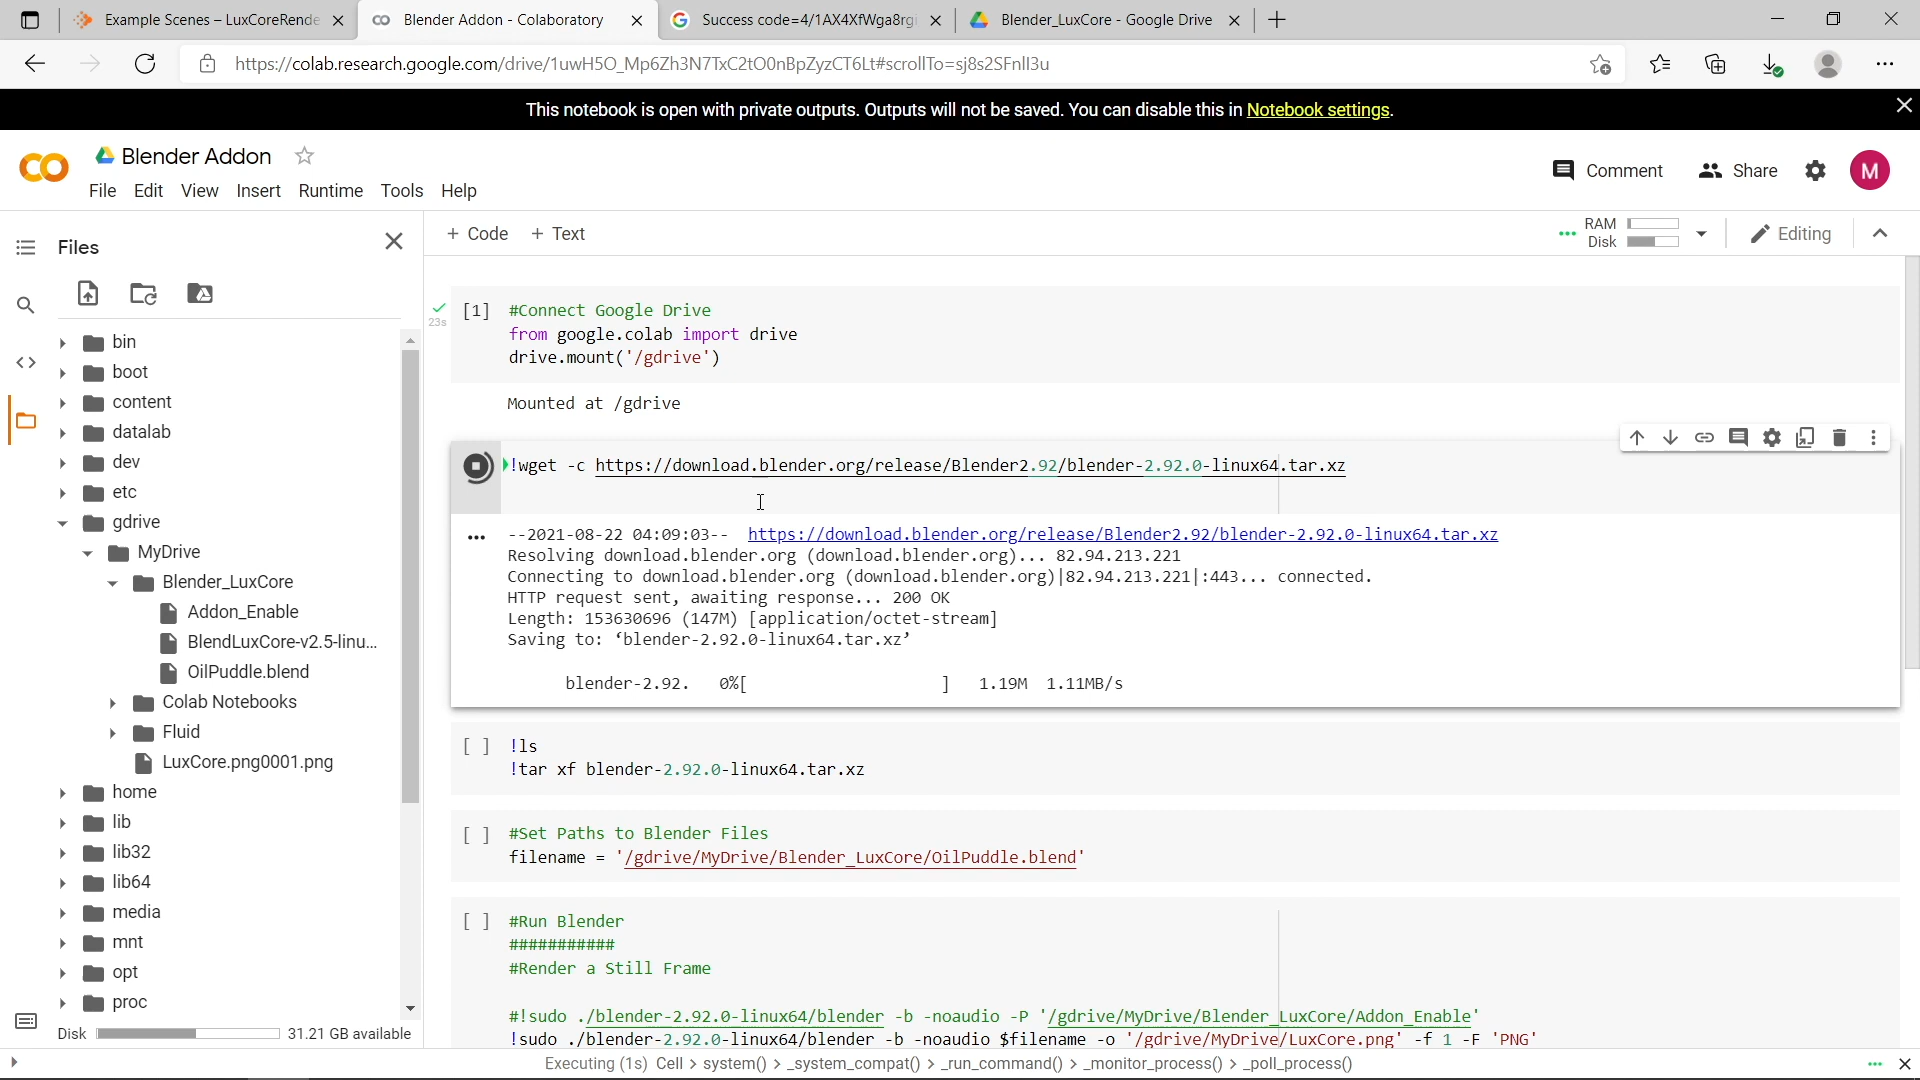 Example Scenes – LuxCoreRende
Blender Addon - Colaboratory
Success code=4/1AX4XfWga8rgi
Blender_LuxCore - Google Drive
https://colab.research.google.com/drive/1uwH5O_Mp6Zh3N7TxC2tO0nBpZyzCT6Lt#scrollTo=sj8s2SFnlI3u
This notebook is open with private outputs. Outputs will not be saved. You can disable this in Notebook settings.
Blender Addon
File Edit View Insert Runtime Tools Help
Comment
Share
M
Files
+ Code + Text
RAM
Disk
Editing
bin
boot
content
datalab
dev
etc
gdrive
MyDrive
Blender_LuxCore
Addon_Enable
BlendLuxCore-v2.5-linu...
OilPuddle.blend
Colab Notebooks
Fluid
LuxCore.png0001.png
home
lib
lib32
lib64
media
mnt
opt
proc
Disk 31.21 GB available
23s
[1] #Connect Google Drive
from google.colab import drive
drive.mount('/gdrive')
Mounted at /gdrive
!wget -c https://download.blender.org/release/Blender2.92/blender-2.92.0-linux64.tar.xz
--2021-08-22 04:09:03-- https://download.blender.org/release/Blender2.92/blender-2.92.0-linux64.tar.xz
Resolving download.blender.org (download.blender.org)... 82.94.213.221
Connecting to download.blender.org (download.blender.org)|82.94.213.221|:443... connected.
HTTP request sent, awaiting response... 200 OK
Length: 153630696 (147M) [application/octet-stream]
Saving to: ‘blender-2.92.0-linux64.tar.xz’
blender-2.92. 0%[ ] 1.19M 1.11MB/s
[ ] !ls
!tar xf blender-2.92.0-linux64.tar.xz
[ ] #Set Paths to Blender Files
filename = '/gdrive/MyDrive/Blender_LuxCore/OilPuddle.blend'
[ ] #Run Blender
###########
#Render a Still Frame
#!sudo ./blender-2.92.0-linux64/blender -b -noaudio -P '/gdrive/MyDrive/Blender_LuxCore/Addon_Enable'
!sudo ./blender-2.92.0-linux64/blender -b -noaudio $filename -o '/gdrive/MyDrive/LuxCore.png' -f 1 -F 'PNG'
Executing (1s) Cell > system() > _system_compat() > _run_command() > _monitor_process() > _poll_process()